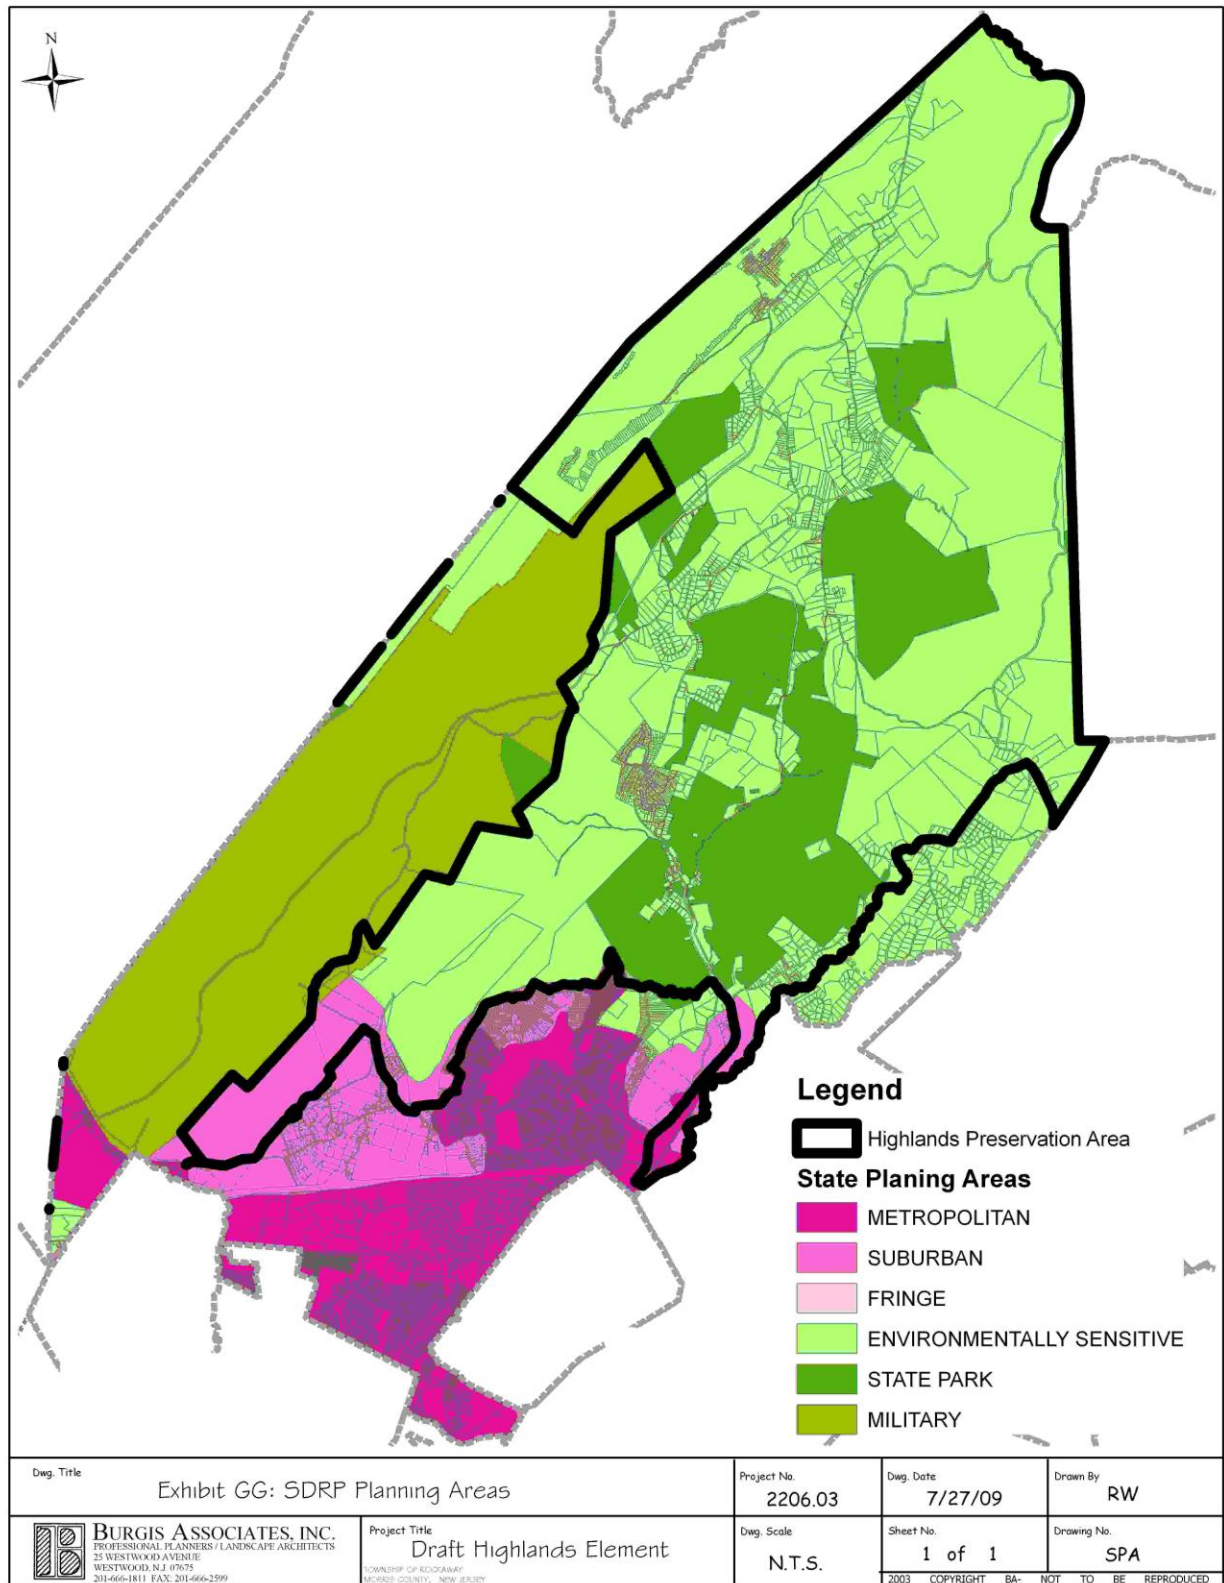 N
Legend
Highlands Preservation Area
State Planing Areas
METROPOLITAN
SUBURBAN
FRINGE
ENVIRONMENTALLY SENSITIVE
STATE PARK
MILITARY
Dwg. Title
Exhibit GG: SDRP Planning Areas
Project No.
2206.03
Dwg. Date
7/27/09
Drawn By
RW
BURGIS ASSOCIATES, INC.
PROFESSIONAL PLANNERS / LANDSCAPE ARCHITECTS
25 WESTWOOD AVENUE
WESTWOOD, N.J. 07675
201-666-1811 FAX: 201-666-2599
Project Title
Draft Highlands Element
TOWNSHIP OF ROCKAWAY
MORRIS COUNTY, NEW JERSEY
Dwg. Scale
N.T.S.
Sheet No.
1 of 1
Drawing No.
SPA
2003 COPYRIGHT BA- NOT TO BE REPRODUCED